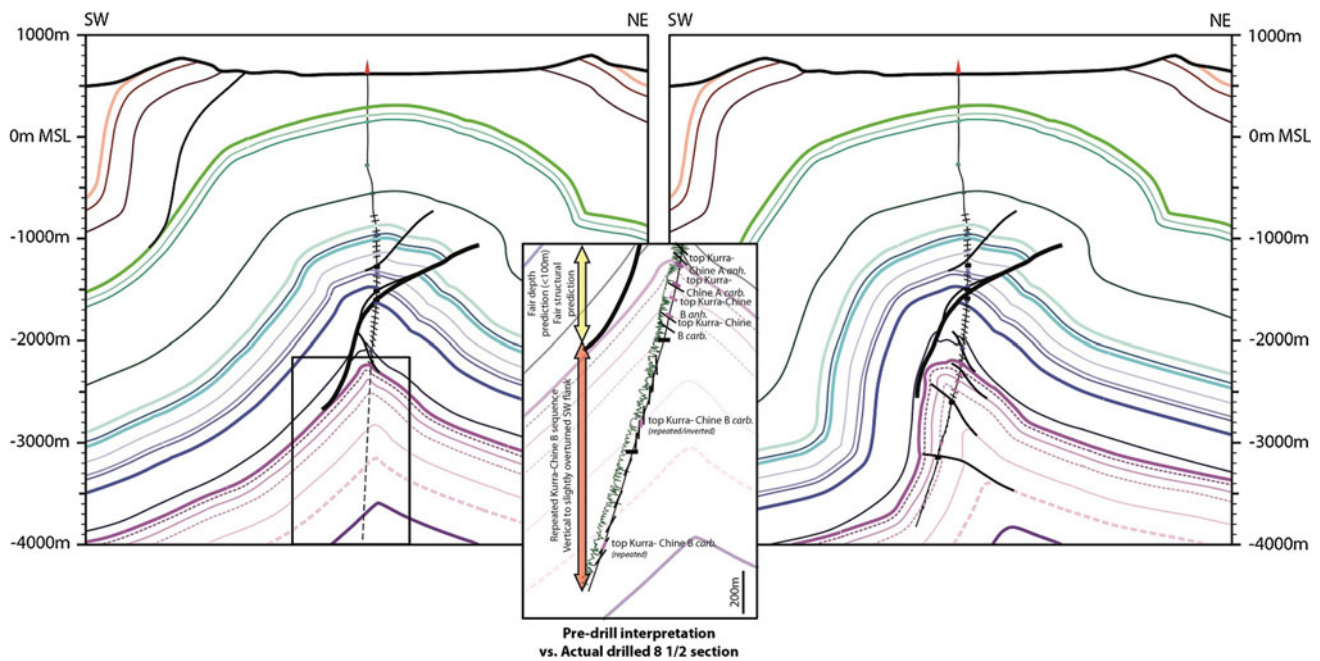 SW
NE
1000m
0m MSL
-1000m
-2000m
-3000m
-4000m
SW
NE
1000m
0m MSL
-1000m
-2000m
-3000m
-4000m
Fair depth
prediction (<100m)
Fair structural
prediction
Repeated Kurra-Chine B sequence
Vertical to slightly overturned SW flank
top Kurra-
Chine A anh.
top Kurra-
Chine A carb.
top Kurra-Chine
B anh.
top Kurra-Chine
B carb.
top Kurra- Chine B carb.
(repeated/inverted)
top Kurra- Chine B carb.
(repeated)
200m
Pre-drill interpretation
vs. Actual drilled 8 1/2 section